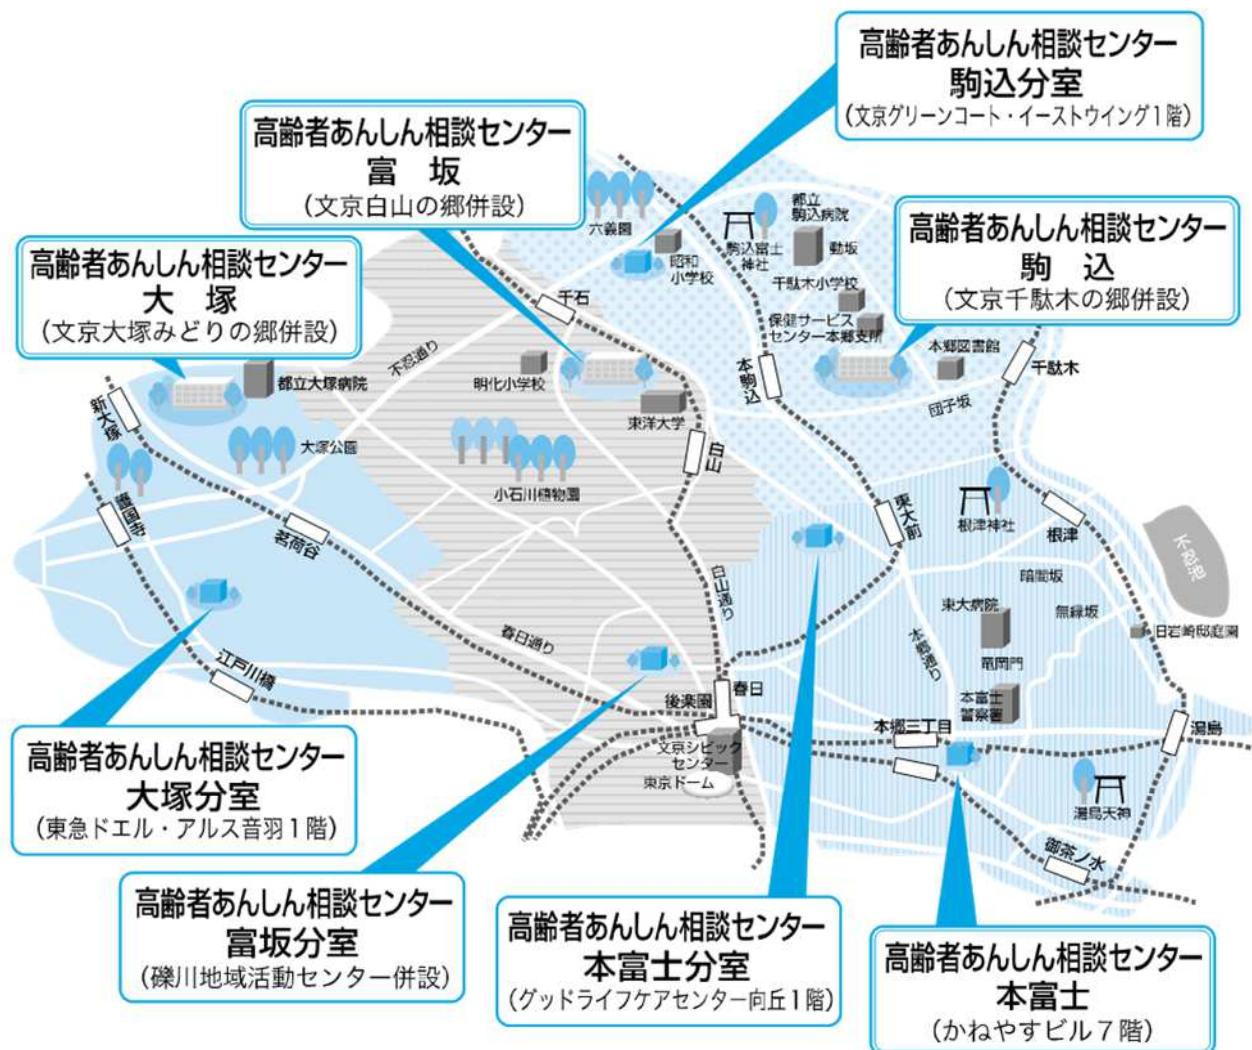 高齢者あんしん相談センター
駒込分室
(文京グリーンコート・イーストウイング1階)
高齢者あんしん相談センター
富 坂
(文京白山の郷併設)
高齢者あんしん相談センター
駒 込
(文京千駄木の郷併設)
高齢者あんしん相談センター
大 塚
(文京大塚みどりの郷併設)
六義園
昭和
小学校
駒込富士
神社
都立
駒込病院
動坂
千駄木小学校
保健サービス
センター本郷支所
本郷図書館
千駄木
団子坂
千石
不忍通り
明化小学校
東洋大学
本駒込
白山
都立大塚病院
新大塚
大塚公園
小石川植物園
護国寺
茗荷谷
東大前
根津神社
根津
不忍池
暗闇坂
無縁坂
東大病院
竜岡門
旧岩崎邸庭園
白山通り
春日通り
本郷通り
江戸川橋
後楽園
春日
本富士
警察署
本郷三丁目
湯島
文京シビック
センター
東京ドーム
湯島天神
御茶ノ水
高齢者あんしん相談センター
大塚分室
(東急ドエル・アルス音羽1階)
高齢者あんしん相談センター
富坂分室
(礫川地域活動センター併設)
高齢者あんしん相談センター
本富士分室
(グッドライフケアセンター向丘1階)
高齢者あんしん相談センター
本富士
(かねやすビル7階)